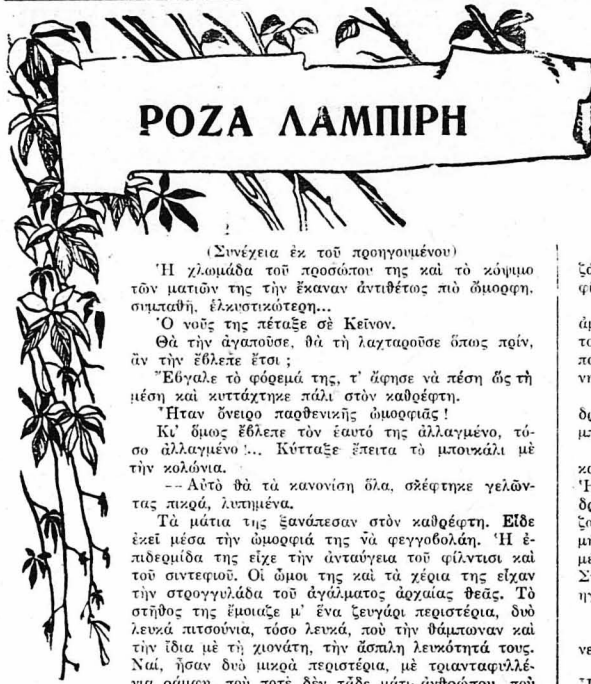 ΡΟΖΑ ΛΑΜΠΙΡΗ
(Συνέχεια ἐκ τοῦ προηγουμένου)
Ἡ χλωμάδα τοῦ προσώπου της καὶ τὸ κόψιμο
τῶν ματιῶν της τὴν ἔκαναν ἀντιθέτως πιὸ ὤμορφη,
συμπαθῆ, ἑλκυστικώτερη...
Ὁ νοῦς της πέταξε σὲ Κεῖνον.
Θὰ τὴν ἀγαποῦσε, θὰ τὴ λαχταροῦσε ὅπως πρίν,
ἂν τὴν ἔβλεπε ἔτσι ;
Ἔβγαλε τὸ φόρεμά της, τ' ἄφησε νὰ πέση ὣς τὴ
μέση καὶ κυττάχτηκε πάλι στὸν καθρέφτη.
Ἦταν ὄνειρο παρθενικῆς ὠμορφιᾶς !
Κι' ὅμως ἔβλεπε τὸν ἑαυτό της ἀλλαγμένο, τό-
σο ἀλλαγμένο !... Κύτταξε ἔπειτα τὸ μπουκάλι μὲ
τὴν κολώνια.
-- Αὐτὸ θὰ τὰ κανονίση ὅλα, σκέφτηκε γελῶν-
τας πικρά, λυπημένα.
Τὰ μάτια της ξανάπεσαν στὸν καθρέφτη. Εἶδε
ἐκεῖ μέσα τὴν ὠμορφιά της νὰ φεγγοβολάη. Ἡ ἐ-
πιδερμίδα της εἶχε τὴν ἀνταύγεια τοῦ φίλντισι καὶ
τοῦ σιντεφιοῦ. Οἱ ὦμοι της καὶ τὰ χέρια της εἶχαν
τὴν στρογγυλάδα τοῦ ἀγάλματος ἀρχαίας θεᾶς. Τὸ
στῆθος της ἔμοιαζε μ' ἕνα ζευγάρι περιστέρια, δυὸ
λευκὰ πιτσούνια, τόσο λευκά, ποὺ τὴν θάμπωναν καὶ
τὴν ἴδια μὲ τὴ χιονάτη, τὴν ἄσπιλη λευκότητά τους.
Ναί, ἦσαν δυὸ μικρὰ περιστέρια, μὲ τριανταφυλλέ-